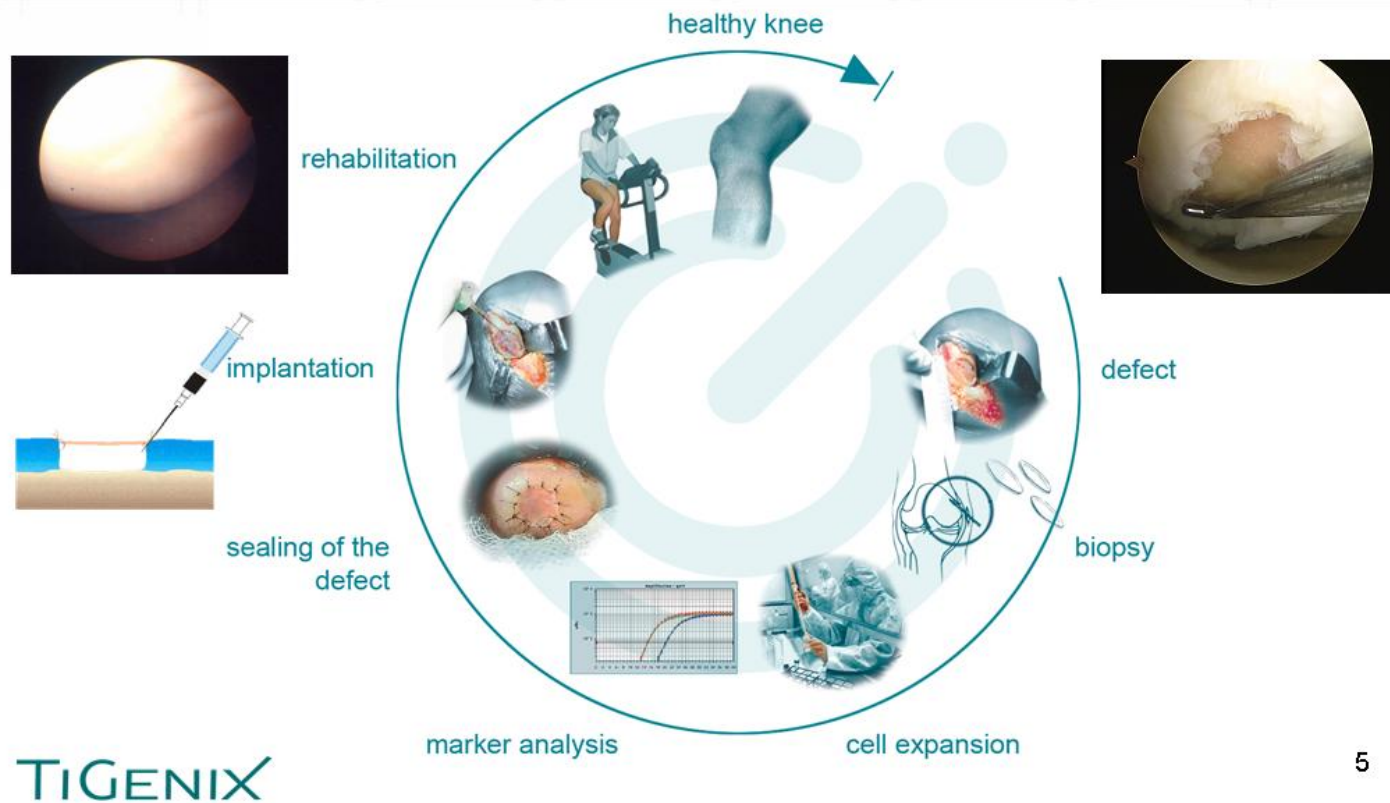 healthy knee
rehabilitation
implantation
defect
sealing of the
defect
biopsy
marker analysis
cell expansion
TIGENIX
5